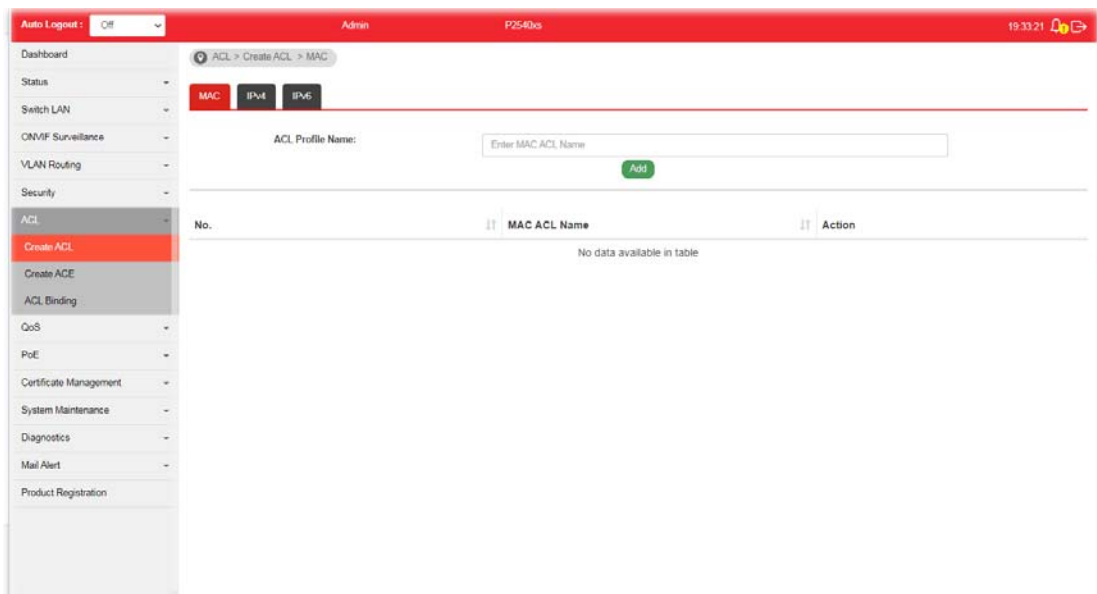 Auto Logout : Off Admin P2540xs 19:33:21
Dashboard
Status
Switch LAN
ONVIF Surveillance
VLAN Routing
Security
ACL
Create ACL
Create ACE
ACL Binding
QoS
PoE
Certificate Management
System Maintenance
Diagnostics
Mail Alert
Product Registration
ACL > Create ACL > MAC
MAC IPv4 IPv6
ACL Profile Name: Enter MAC ACL Name
Add
No. MAC ACL Name Action
No data available in table